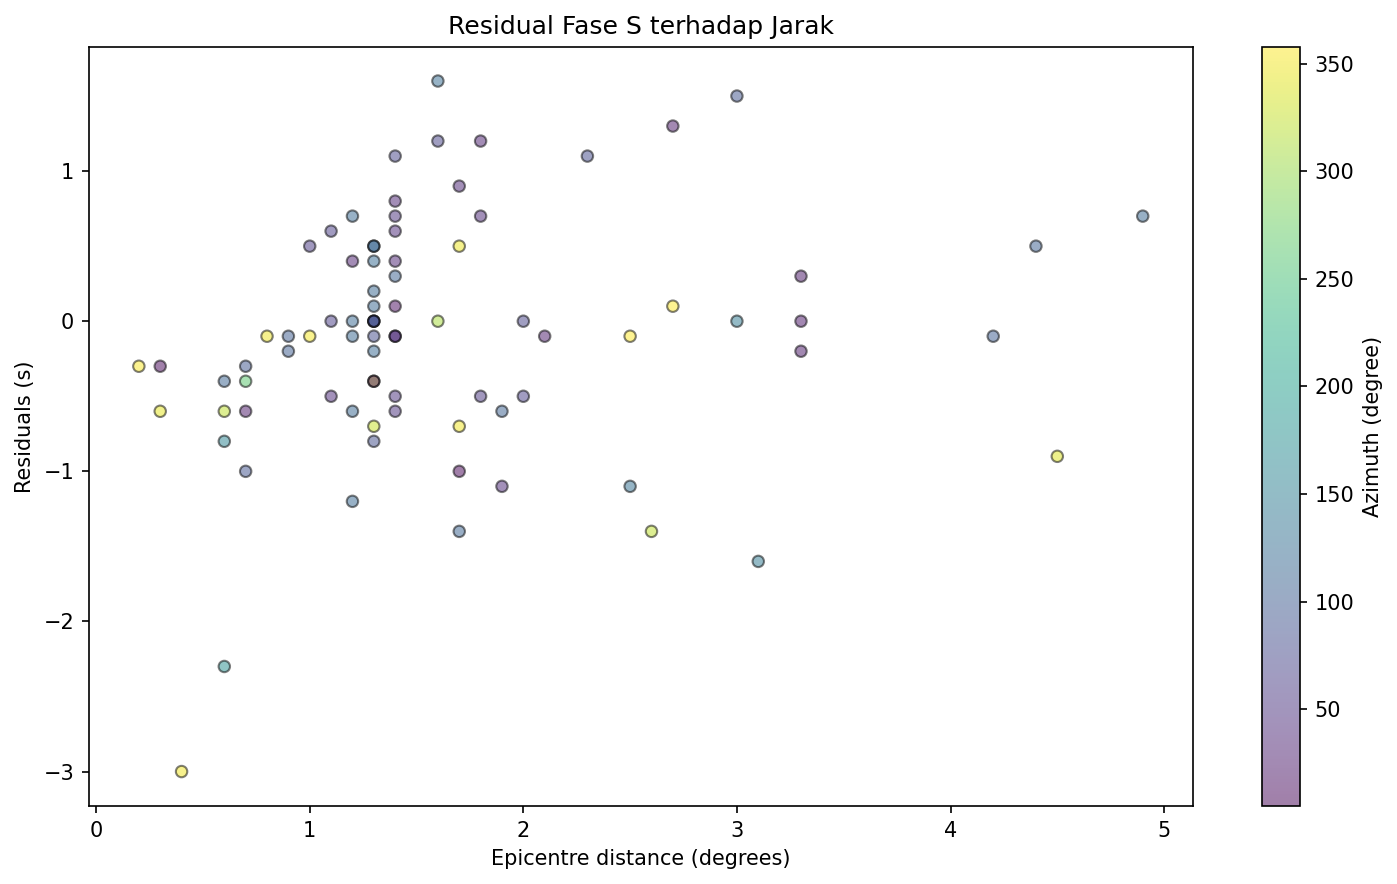 Residual Fase S terhadap Jarak
Residuals (s)
1
0
−1
−2
−3
0 1 2 3 4 5
Epicentre distance (degrees)
350
300
250
200
150
100
50
Azimuth (degree)